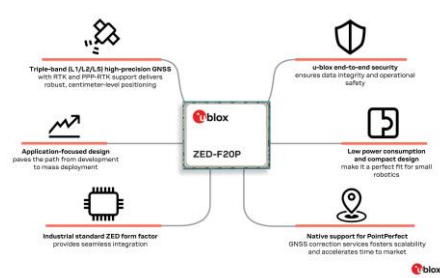 Triple-band (L1/L2/L5) high-precision GNSS
with RTK and PPP-RTK support delivers
robust, centimeter-level positioning
u-blox end-to-end security
ensures data integrity and operational
safety
ublox
ZED-F20P
Application-focused design
paves the path from development
to mass deployment
Low power consumption
and compact design
make it a perfect fit for small
robotics
Industrial standard ZED form factor
provides seamless integration
Native support for PointPerfect
GNSS correction services fosters scalability
and accelerates time to market
ublox